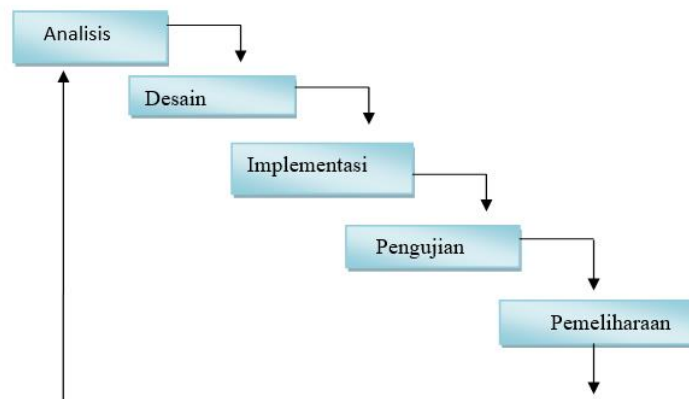 Analisis
Desain
Implementasi
Pengujian
Pemeliharaan